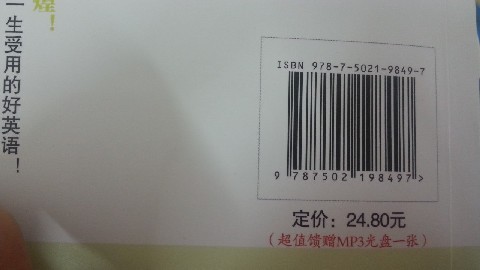 煌！
一生受用的好英语！
ISBN 978-7-5021-9849-7
9 787502 198497 >
定价：24.80元
（超值馈赠MP3光盘一张）